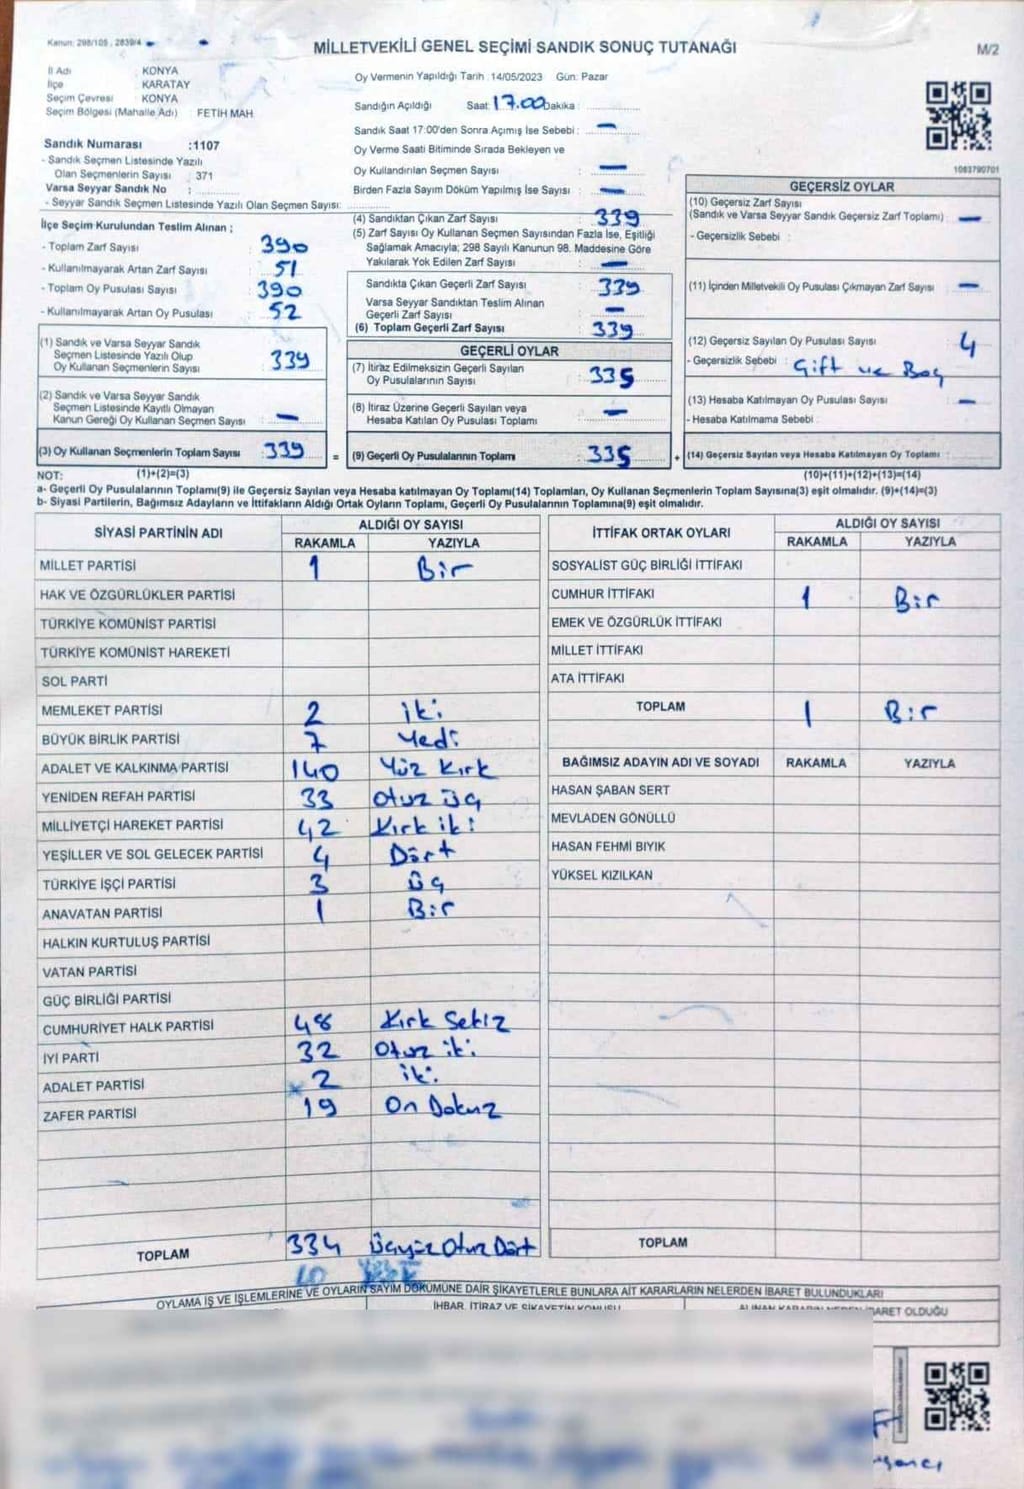 Kanun: 298/105, 2839/4
MİLLETVEKİLİ GENEL SEÇİMİ SANDIK SONUÇ TUTANAĞI
M/2
İl Adı : KONYA
İlçe : KARATAY
Seçim Çevresi : KONYA
Seçim Bölgesi (Mahalle Adı) : FETİH MAH
Sandık Numarası :1107
- Sandık Seçmen Listesinde Yazılı
Olan Seçmenlerin Sayısı : 371
Varsa Seyyar Sandık No :
- Seyyar Sandık Seçmen Listesinde Yazılı Olan Seçmen Sayısı:
İlçe Seçim Kurulundan Teslim Alınan ;
- Toplam Zarf Sayısı : 390
- Kullanılmayarak Artan Zarf Sayısı : 51
- Toplam Oy Pusulası Sayısı : 390
- Kullanılmayarak Artan Oy Pusulası : 52
(1) Sandık ve Varsa Seyyar Sandık
Seçmen Listesinde Yazılı Olup
Oy Kullanan Seçmenlerin Sayısı : 339
(2) Sandık ve Varsa Seyyar Sandık
Seçmen Listesinde Kayıtlı Olmayan
Kanun Gereği Oy Kullanan Seçmen Sayısı : —
(3) Oy Kullanan Seçmenlerin Toplam Sayısı : 339 =
Oy Vermenin Yapıldığı Tarih :14/05/2023 Gün: Pazar
Sandığın Açıldığı Saat: 17.00 Dakika :
Sandık Saat 17:00'den Sonra Açımış İse Sebebi : —
Oy Verme Saati Bitiminde Sırada Bekleyen ve
Oy Kullandırılan Seçmen Sayısı : —
Birden Fazla Sayım Döküm Yapılmış İse Sayısı : —
(4) Sandıktan Çıkan Zarf Sayısı : 339
(5) Zarf Sayısı Oy Kullanan Seçmen Sayısından Fazla İse, Eşitliği
Sağlamak Amacıyla; 298 Sayılı Kanunun 98. Maddesine Göre
Yakılarak Yok Edilen Zarf Sayısı : —
Sandıkta Çıkan Geçerli Zarf Sayısı : 339
Varsa Seyyar Sandıktan Teslim Alınan
Geçerli Zarf Sayısı : —
(6) Toplam Geçerli Zarf Sayısı : 339
GEÇERLİ OYLAR
(7) İtiraz Edilmeksizin Geçerli Sayılan
Oy Pusulalarının Sayısı : 335
(8) İtiraz Üzerine Geçerli Sayılan veya
Hesaba Katılan Oy Pusulası Toplamı : —
(9) Geçerli Oy Pusulalarının Toplamı : 335 +
1083790701
GEÇERSİZ OYLAR
(10) Geçersiz Zarf Sayısı
(Sandık ve Varsa Seyyar Sandık Geçersiz Zarf Toplamı) : —
- Geçersizlik Sebebi :
(11) İçinden Milletvekili Oy Pusulası Çıkmayan Zarf Sayısı : —
(12) Geçersiz Sayılan Oy Pusulası Sayısı : 4
- Geçersizlik Sebebi : Çift ve Boş
(13) Hesaba Katılmayan Oy Pusulası Sayısı : —
- Hesaba Katılmama Sebebi :
(14) Geçersiz Sayılan veya Hesaba Katılmayan Oy Toplamı :
NOT: (1)+(2)=(3) (10)+(11)+(12)+(13)=(14)
a- Geçerli Oy Pusulalarının Toplamı(9) ile Geçersiz Sayılan veya Hesaba katılmayan Oy Toplamı(14) Toplamları, Oy Kullanan Seçmenlerin Toplam Sayısına(3) eşit olmalıdır. (9)+(14)=(3)
b- Siyasi Partilerin, Bağımsız Adayların ve İttifakların Aldığı Ortak Oyların Toplamı, Geçerli Oy Pusulalarının Toplamına(9) eşit olmalıdır.
SİYASİ PARTİNİN ADI ALDIĞI OY SAYISI
RAKAMLA YAZIYLA
MİLLET PARTİSİ 1 Bir
HAK VE ÖZGÜRLÜKLER PARTİSİ
TÜRKİYE KOMÜNİST PARTİSİ
TÜRKİYE KOMÜNİST HAREKETİ
SOL PARTİ
MEMLEKET PARTİSİ 2 iki
BÜYÜK BİRLİK PARTİSİ 7 Yedi
ADALET VE KALKINMA PARTİSİ 140 Yüz Kırk
YENİDEN REFAH PARTİSİ 33 Otuz üç
MİLLİYETÇİ HAREKET PARTİSİ 42 Kırk iki
YEŞİLLER VE SOL GELECEK PARTİSİ 4 Dört
TÜRKİYE İŞÇİ PARTİSİ 3 üç
ANAVATAN PARTİSİ 1 Bir
HALKIN KURTULUŞ PARTİSİ
VATAN PARTİSİ
GÜÇ BİRLİĞİ PARTİSİ
CUMHURİYET HALK PARTİSİ 48 Kırk Sekiz
İYİ PARTİ 32 Otuz iki
ADALET PARTİSİ 2 iki
ZAFER PARTİSİ 19 On Dokuz
TOPLAM 334 Üçyüz Otuz Dört
İTTİFAK ORTAK OYLARI ALDIĞI OY SAYISI
RAKAMLA YAZIYLA
SOSYALİST GÜÇ BİRLİĞİ İTTİFAKI
CUMHUR İTTİFAKI 1 Bir
EMEK VE ÖZGÜRLÜK İTTİFAKI
MİLLET İTTİFAKI
ATA İTTİFAKI
TOPLAM 1 Bir
BAĞIMSIZ ADAYIN ADI VE SOYADI RAKAMLA YAZIYLA
HASAN ŞABAN SERT
MEVLADEN GÖNÜLLÜ
HASAN FEHMİ BIYIK
YÜKSEL KIZILKAN
TOPLAM
OYLAMA İŞ VE İŞLEMLERİNE VE OYLARIN SAYIM DÖKÜMÜNE DAİR ŞİKAYETLERLE BUNLARA AİT KARARLARIN NELERDEN İBARET BULUNDUKLARI
İHBAR, İTİRAZ VE ŞİKAYETİN KONUSU ALINAN KARARIN NEDEN İBARET OLDUĞU